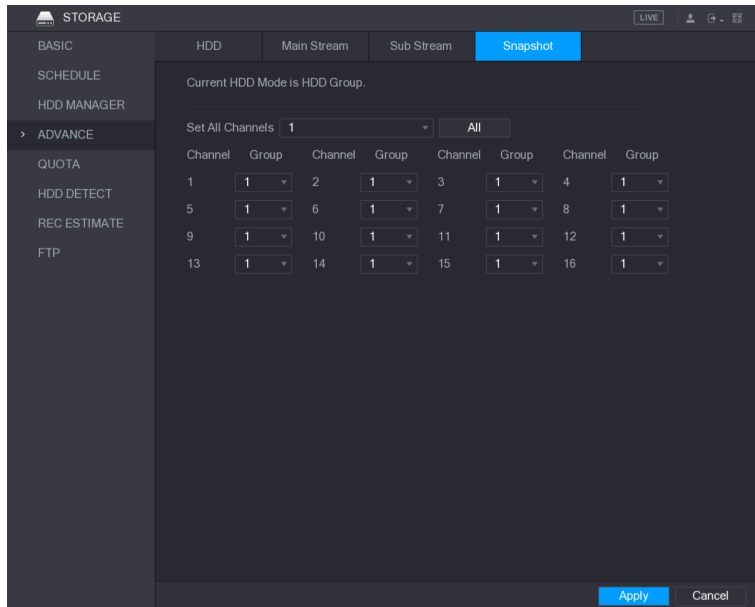 STORAGE
LIVE
BASIC
SCHEDULE
HDD MANAGER
> ADVANCE
QUOTA
HDD DETECT
REC ESTIMATE
FTP
HDD Main Stream Sub Stream Snapshot
Current HDD Mode is HDD Group.
Set All Channels 1 All
Channel Group Channel Group Channel Group Channel Group
1 1 2 1 3 1 4 1
5 1 6 1 7 1 8 1
9 1 10 1 11 1 12 1
13 1 14 1 15 1 16 1
Apply Cancel